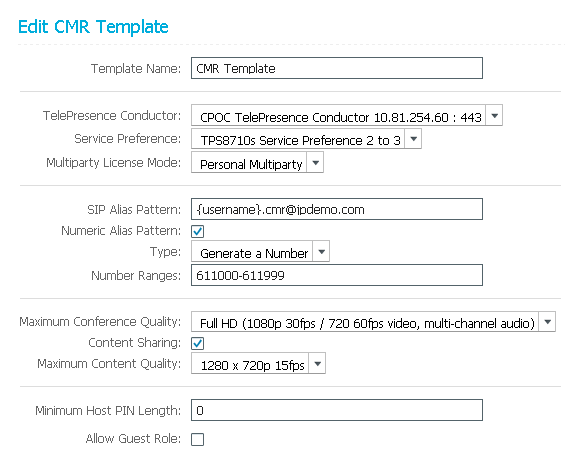 Edit CMR Template
Template Name: CMR Template
TelePresence Conductor: CPOC TelePresence Conductor 10.81.254.60 : 443
Service Preference: TPS8710s Service Preference 2 to 3
Multiparty License Mode: Personal Multiparty
SIP Alias Pattern: {username}.cmr@jpdemo.com
Numeric Alias Pattern:
Type: Generate a Number
Number Ranges: 611000-611999
Maximum Conference Quality: Full HD (1080p 30fps / 720 60fps video, multi-channel audio)
Content Sharing:
Maximum Content Quality: 1280 x 720p 15fps
Minimum Host PIN Length: 0
Allow Guest Role: